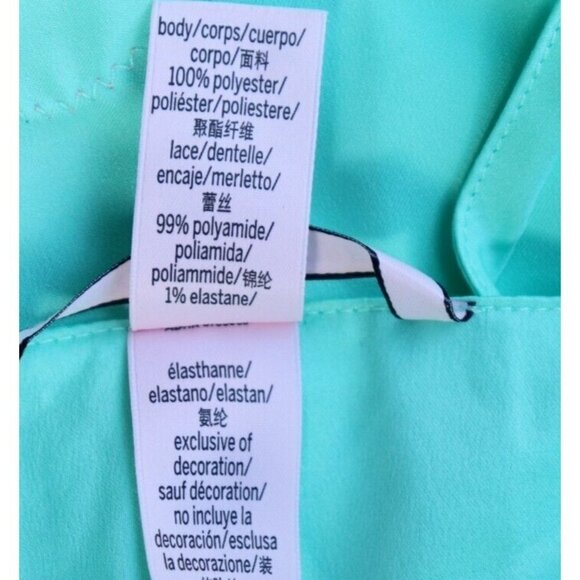 body/corps/cuerpo/
corpo/面料
100% polyester/
poliéster/poliestere/
聚酯纤维
lace/dentelle/
encaje/merletto/
蕾丝
99% polyamide/
poliamida/
poliammide/锦纶
1% elastane/
élasthanne/
elastano/elastan/
氨纶
exclusive of
decoration/
sauf décoration/
no incluye la
decoración/esclusa
la decorazione/装